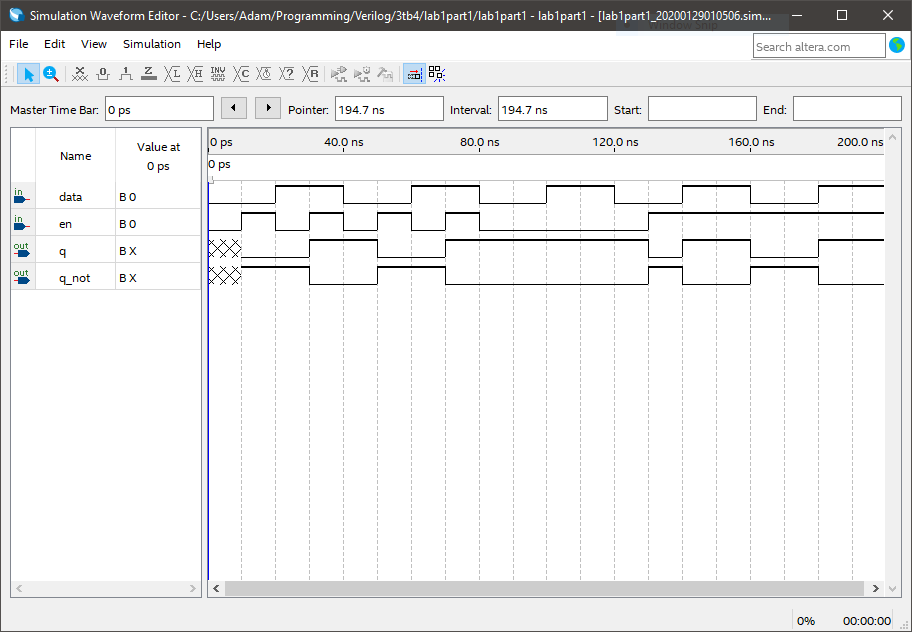 Simulation Waveform Editor - C:/Users/Adam/Programming/Verilog/3tb4/lab1part1/lab1part1 - lab1part1 - [lab1part1_20200129010506.sim...
File Edit View Simulation Help
Search altera.com
Master Time Bar: 0 ps Pointer: 194.7 ns Interval: 194.7 ns Start: End:
Name Value at 0 ps
0 ps 40.0 ns 80.0 ns 120.0 ns 160.0 ns 200.0 ns
0 ps
in data B 0
in en B 0
out q B X
out q_not B X
0% 00:00:00